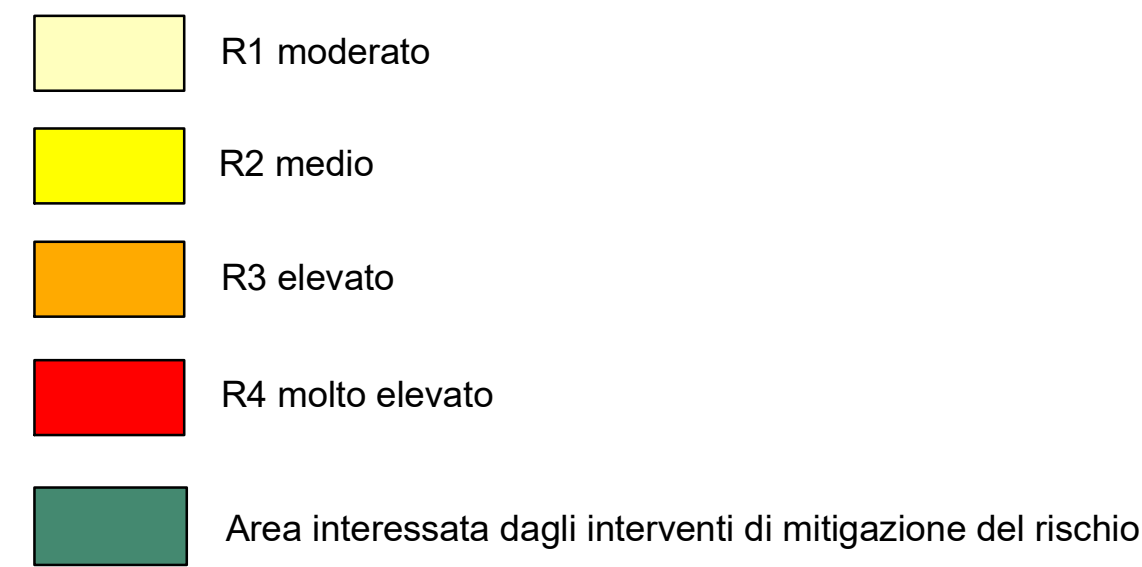 R1 moderato
R2 medio
R3 elevato
R4 molto elevato
Area interessata dagli interventi di mitigazione del rischio